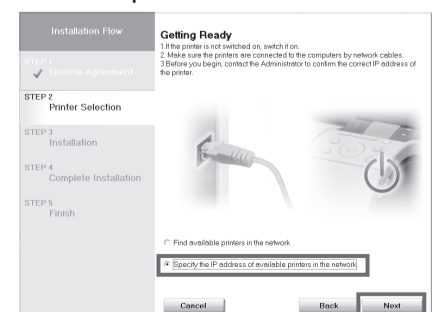 Installation Flow
STEP 1
License Agreement
STEP 2
Printer Selection
STEP 3
Installation
STEP 4
Complete Installation
STEP 5
Finish
Getting Ready
1.If the printer is not switched on, switch it on.
2. Make sure the printers are connected to the computers by network cables.
3.Before you begin, contact the Administrator to confirm the correct IP address of
the printer.
Find available printers in the network
Specify the IP address of available printers in the network
Cancel
Back
Next